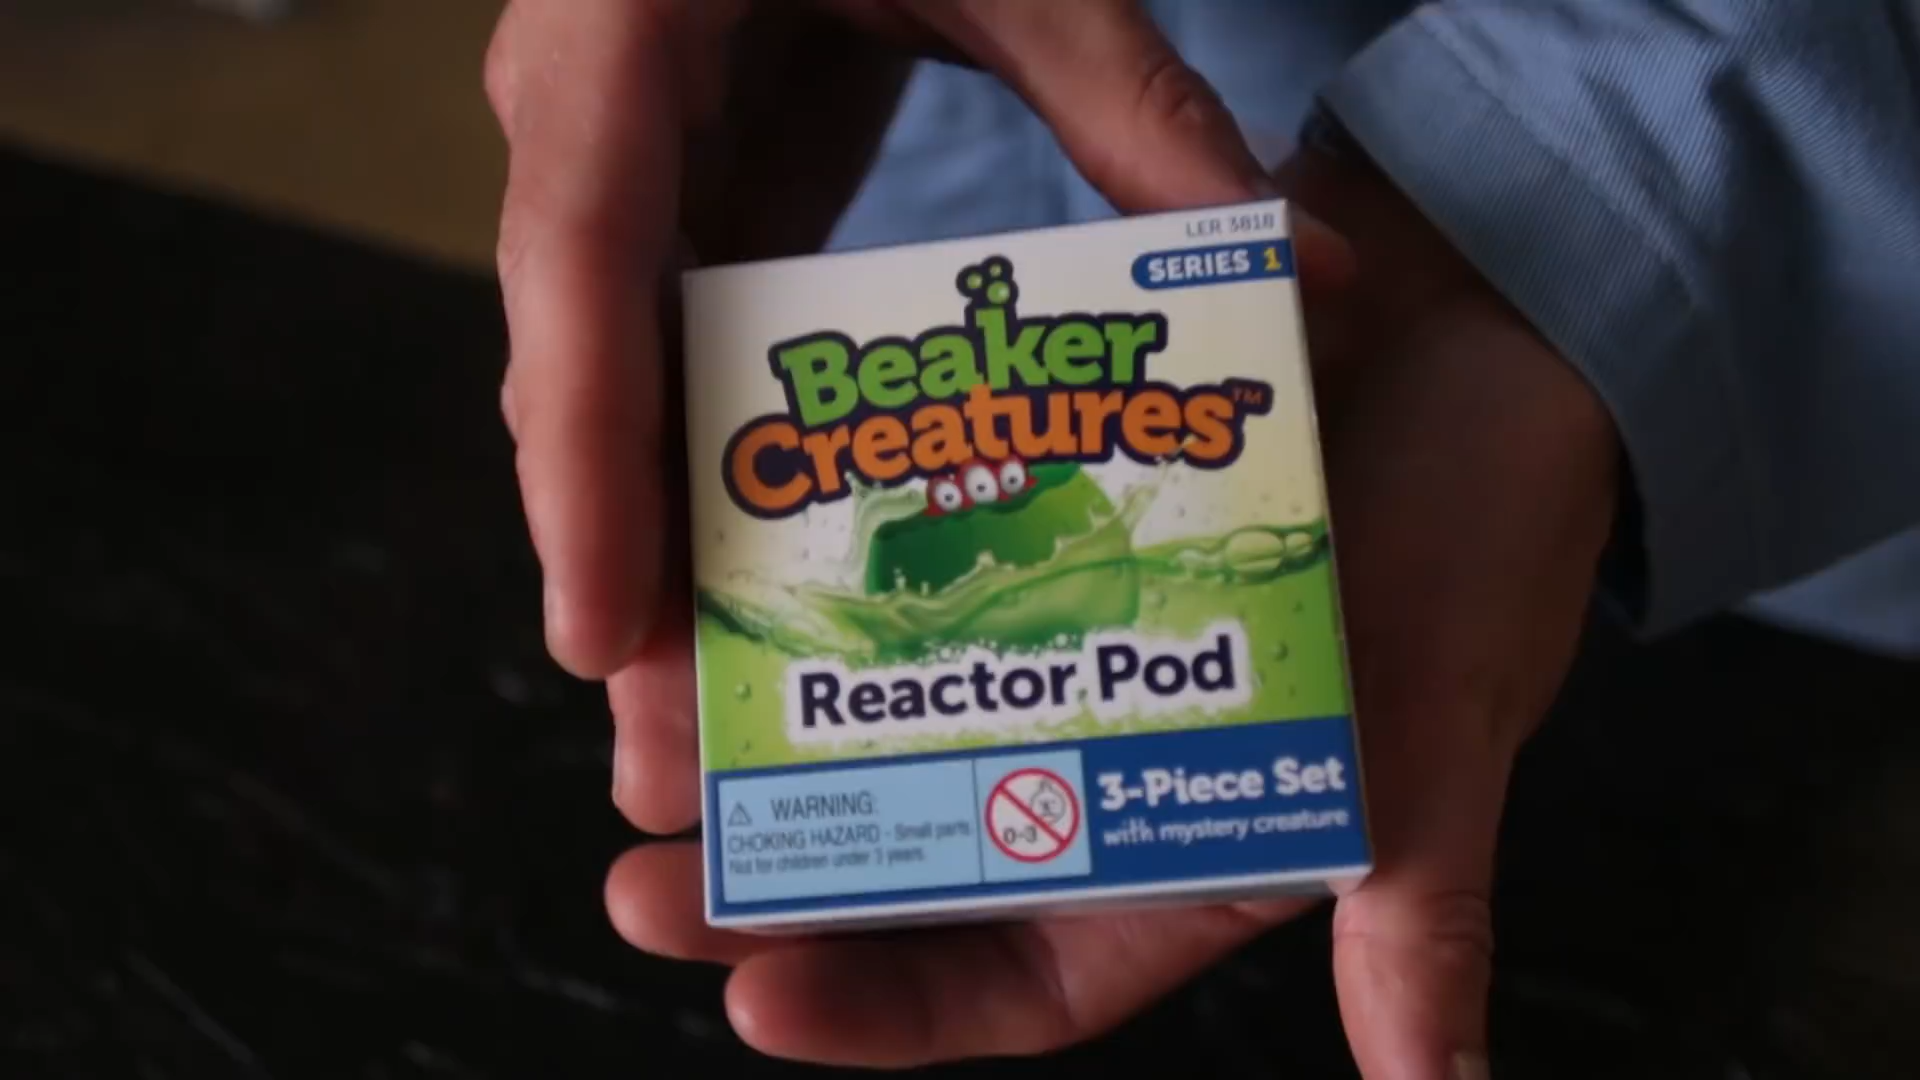 LER 3818
SERIES 1
Beaker
Creatures™
Reactor Pod
WARNING:
CHOKING HAZARD - Small parts.
Not for children under 3 years.
0-3
3-Piece Set
with mystery creature